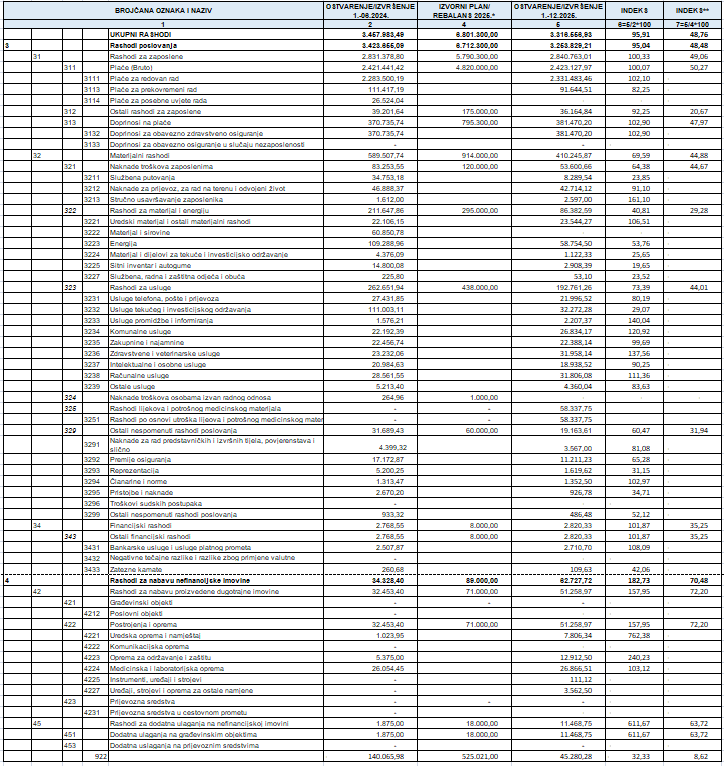 BROJČANA OZNAKA I NAZIV OSTVARENJE/IZVRŠENJE 1.-06.2024. IZVORNI PLAN/ REBALANS 2025.* OSTVARENJE/IZVRŠENJE 1.-12.2025. INDEKS INDEKS**
1 2 4 5 6=5/2*100 7=5/4*100
UKUPNI RASHODI 3.457.983,49 6.801.300,00 3.316.556,93 95,91 48,76
3 Rashodi poslovanja 3.423.655,09 6.712.300,00 3.253.829,21 95,04 48,48
31 Rashodi za zaposlene 2.831.378,80 5.790.300,00 2.840.763,01 100,33 49,06
311 Plaće (Bruto) 2.421.441,42 4.820.000,00 2.423.127,97 100,07 50,27
3111 Plaće za redovan rad 2.283.500,19 2.331.483,46 102,10
3113 Plaće za prekovremeni rad 111.417,19 91.644,51 82,25
3114 Plaće za posebne uvjete rada 26.524,04
312 Ostali rashodi za zaposlene 39.201,64 175.000,00 36.164,84 92,25 20,67
313 Doprinosi na plaće 370.735,74 795.300,00 381.470,20 102,90 47,97
3132 Doprinosi za obavezno zdravstveno osiguranje 370.735,74 381.470,20 102,90
3133 Doprinosi za obavezno osiguranje u slučaju nezaposlenosti - -
32 Materijalni rashodi 589.507,74 914.000,00 410.245,87 69,59 44,88
321 Naknade troškova zaposlenima 83.253,55 120.000,00 53.600,66 64,38 44,67
3211 Službena putovanja 34.753,18 8.289,54 23,85
3212 Naknade za prijevoz, za rad na terenu i odvojeni život 46.888,37 42.714,12 91,10
3213 Stručno usavršavanje zaposlenika 1.612,00 2.597,00 161,10
322 Rashodi za materijal i energiju 211.647,86 295.000,00 86.382,59 40,81 29,28
3221 Uredski materijal i ostali materijalni rashodi 22.106,15 23.544,27 106,51
3222 Materijal i sirovine 60.850,78
3223 Energija 109.288,96 58.754,50 53,76
3224 Materijal i dijelovi za tekuće i investicijsko održavanje 4.376,09 1.122,33 25,65
3225 Sitni inventar i autogume 14.800,08 2.908,39 19,65
3227 Službena, radna i zaštitna odjeća i obuća 225,80 53,10 23,52
323 Rashodi za usluge 262.651,94 438.000,00 192.761,26 73,39 44,01
3231 Usluge telefona, pošte i prijevoza 27.431,85 21.996,52 80,19
3232 Usluge tekućeg i investicijskog održavanja 111.003,11 32.272,28 29,07
3233 Usluge promidžbe i informiranja 1.576,21 2.207,37 140,04
3234 Komunalne usluge 22.192,39 26.834,17 120,92
3235 Zakupnine i najamnine 22.456,74 22.388,14 99,69
3236 Zdravstvene i veterinarske usluge 23.232,06 31.958,14 137,56
3237 Intelektualne i osobne usluge 20.984,63 18.938,52 90,25
3238 Računalne usluge 28.561,55 31.806,08 111,36
3239 Ostale usluge 5.213,40 4.360,04 83,63
324 Naknade troškova osobama izvan radnog odnosa 264,96 1.000,00
325 Rashodi lijekova i potrošnog medicinskog materijala - - 58.337,75
3251 Rashodi po osnovi utroška lijeova i potrošnog medicinskog mater - 58.337,75
329 Ostali nespomenuti rashodi poslovanja 31.689,43 60.000,00 19.163,61 60,47 31,94
3291 Naknade za rad predstavničkih i izvršnih tijela, povjerenstava i slično 4.399,32 3.567,00 81,08
3292 Premije osiguranja 17.172,87 11.211,23 65,28
3293 Reprezentacija 5.200,25 1.619,62 31,15
3294 Članarine i norme 1.313,47 1.352,50 102,97
3295 Pristojbe i naknade 2.670,20 926,78 34,71
3296 Troškovi sudskih postupaka -
3299 Ostali nespomenuti rashodi poslovanja 933,32 486,48 52,12
34 Financijski rashodi 2.768,55 8.000,00 2.820,33 101,87 35,25
343 Ostali financijski rashodi 2.768,55 8.000,00 2.820,33 101,87 35,25
3431 Bankarske usluge i usluge platnog prometa 2.507,87 2.710,70 108,09
3432 Negativne tečajne razlike i razlike zbog primjene valutne -
3433 Zatezne kamate 260,68 109,63 42,06
4 Rashodi za nabavu nefinancijske imovine 34.328,40 89.000,00 62.727,72 182,73 70,48
42 Rashodi za nabavu proizvedene dugotrajne imovine 32.453,40 71.000,00 51.258,97 157,95 72,20
421 Građevinski objekti - - -
4212 Poslovni objekti - -
422 Postrojenja i oprema 32.453,40 71.000,00 51.258,97 157,95 72,20
4221 Uredska oprema i namještaj 1.023,95 7.806,34 762,38
4222 Komunikacijska oprema -
4223 Oprema za održavanje i zaštitu 5.375,00 12.912,50 240,23
4224 Medicinska i laboratorijska oprema 26.054,45 26.866,51 103,12
4225 Instrumenti, uređaji i strojevi - 111,12
4227 Uređaji, strojevi i oprema za ostale namjene - 3.562,50
423 Prijevozna sredstva - - -
4231 Prijevozna sredstva u cestovnom prometu -
45 Rashodi za dodatna ulaganja na nefinancijskoj imovini 1.875,00 18.000,00 11.468,75 611,67 63,72
451 Dodatna ulaganja na građevinskim objektima 1.875,00 18.000,00 11.468,75 611,67 63,72
453 Dodatna uslaganja na prijevoznim sredstvima -
922 140.065,98 525.021,00 45.280,28 32,33 8,62